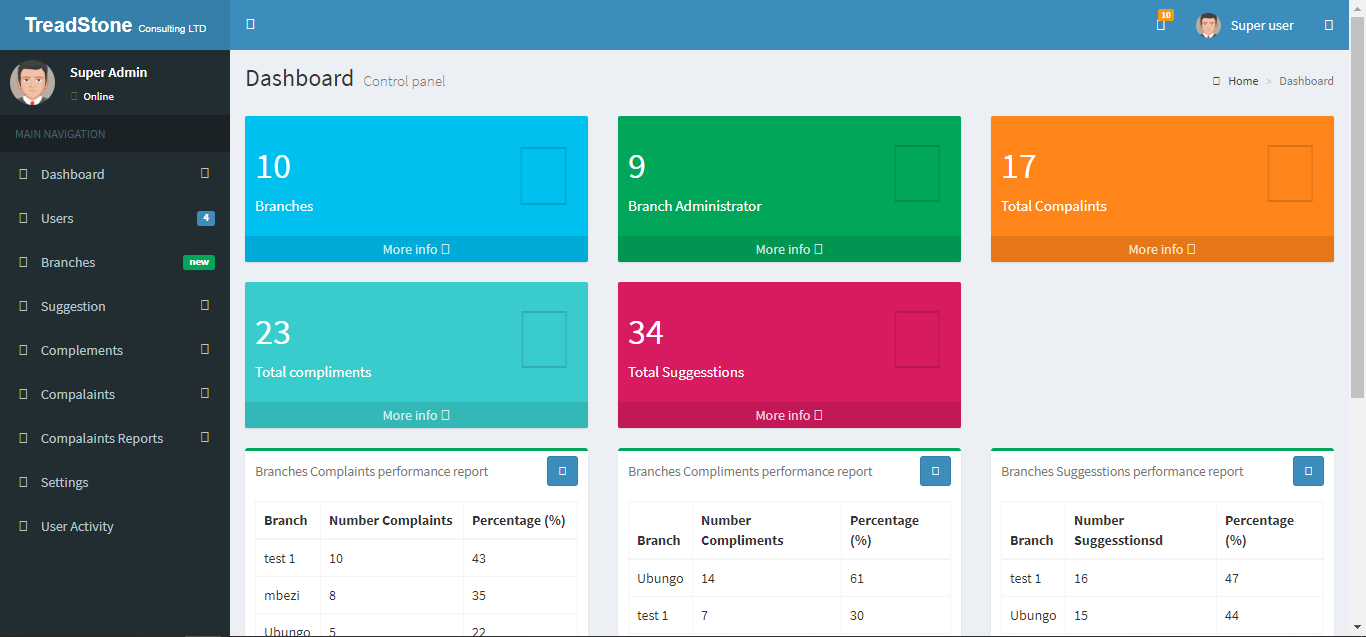 TreadStone Consulting LTD
10
Super user
Super Admin
Online
MAIN NAVIGATION
Dashboard
Users 4
Branches new
Suggestion
Complements
Compalaints
Compalaints Reports
Settings
User Activity
Dashboard Control panel
Home > Dashboard
10
Branches
More info
9
Branch Administrator
More info
17
Total Compalints
More info
23
Total compliments
More info
34
Total Suggesstions
More info
Branches Complaints performance report
Branch Number Complaints Percentage (%)
test 1 10 43
mbezi 8 35
Ubungo 5 22
Branches Compliments performance report
Branch Number Compliments Percentage (%)
Ubungo 14 61
test 1 7 30
Branches Suggesstions performance report
Branch Number Suggesstionsd Percentage (%)
test 1 16 47
Ubungo 15 44